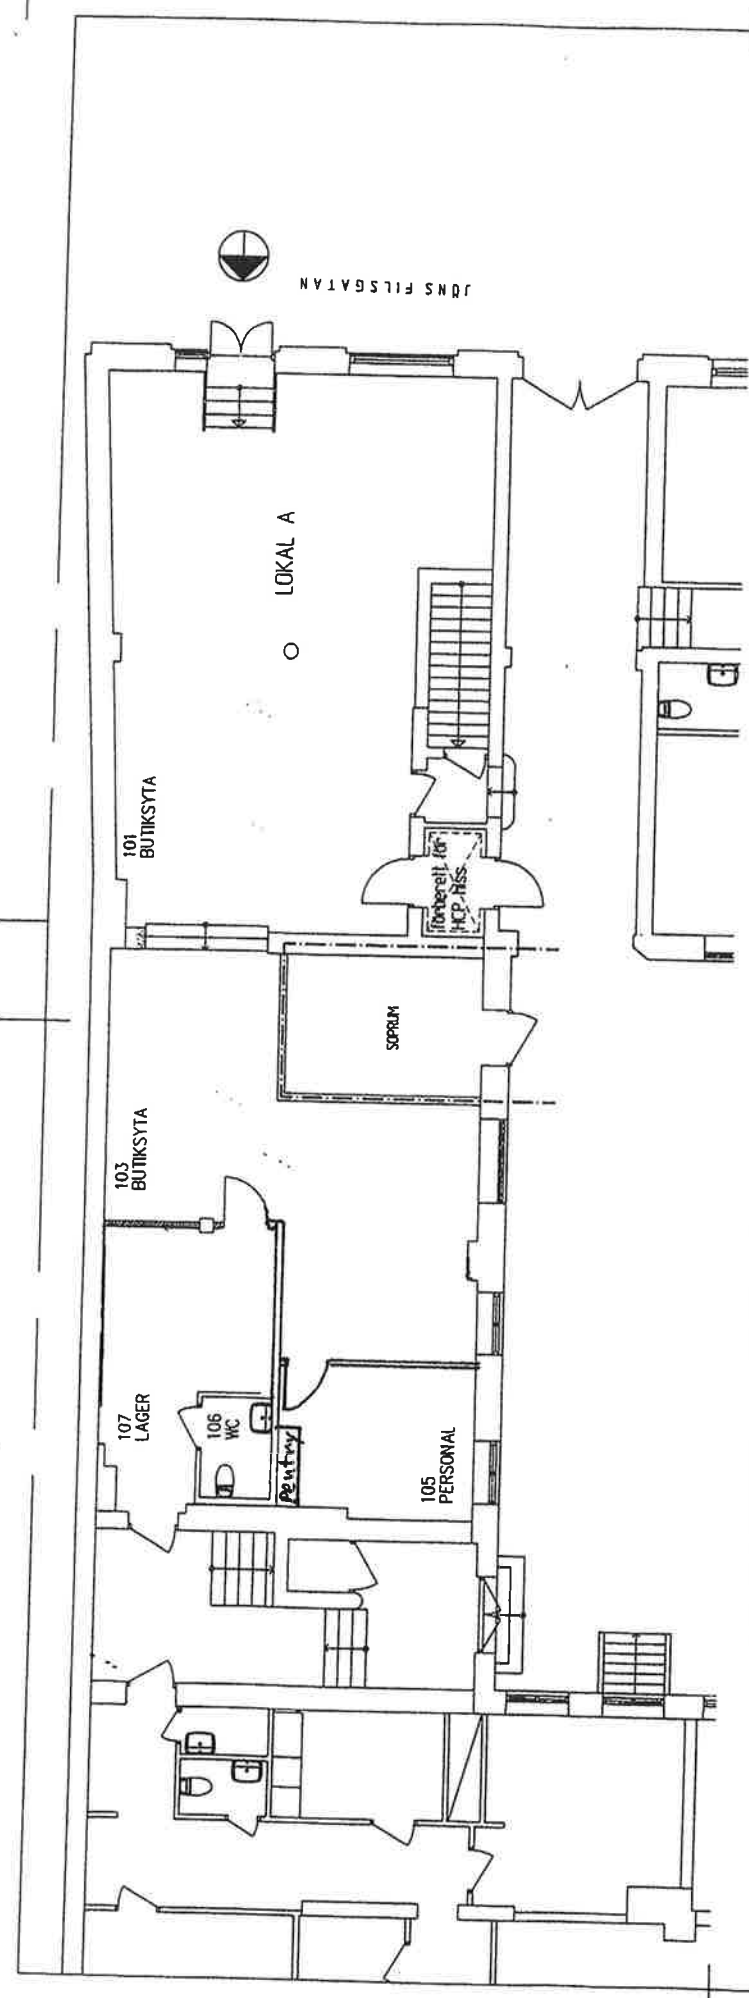 JÖNS FILSGATAN
LOKAL A
101
BUTIKSYTA
förberett för
HCP hiss
SOPRUM
103
BUTIKSYTA
107
LAGER
106
WC
Pentry
105
PERSONAL